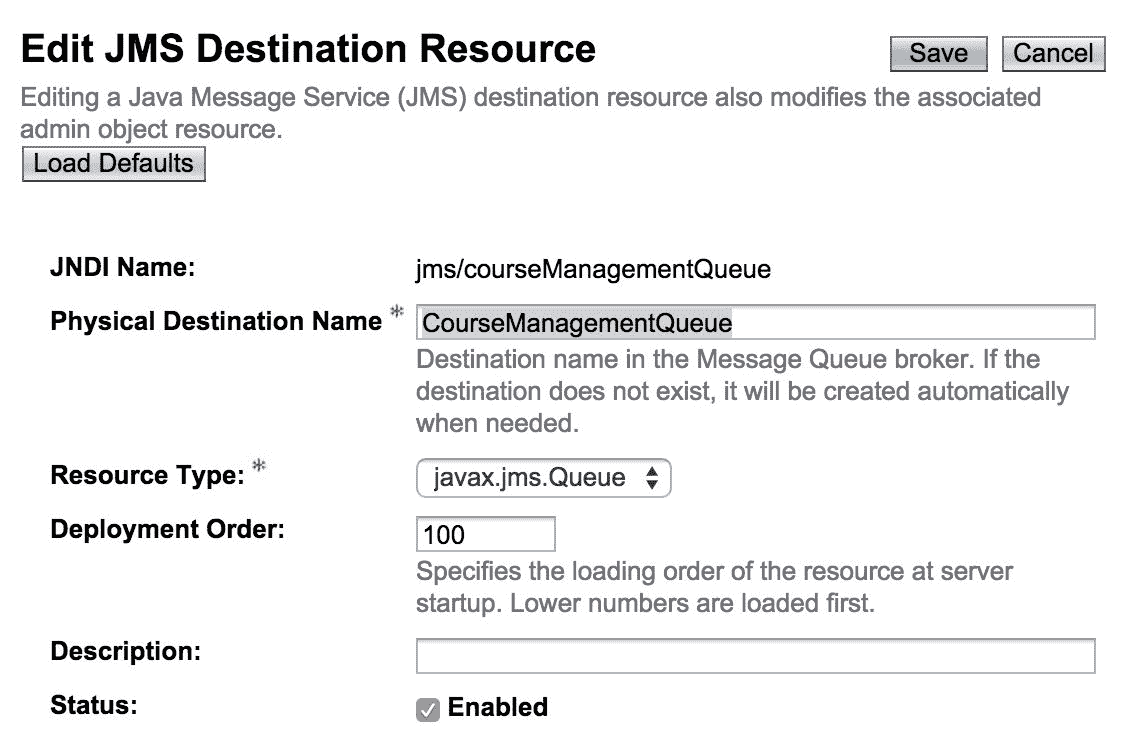 Edit JMS Destination Resource
Save Cancel
Editing a Java Message Service (JMS) destination resource also modifies the associated
admin object resource.
Load Defaults
JNDI Name: jms/courseManagementQueue
Physical Destination Name * CourseManagementQueue
Destination name in the Message Queue broker. If the
destination does not exist, it will be created automatically
when needed.
Resource Type: * javax.jms.Queue
Deployment Order: 100
Specifies the loading order of the resource at server
startup. Lower numbers are loaded first.
Description:
Status: Enabled